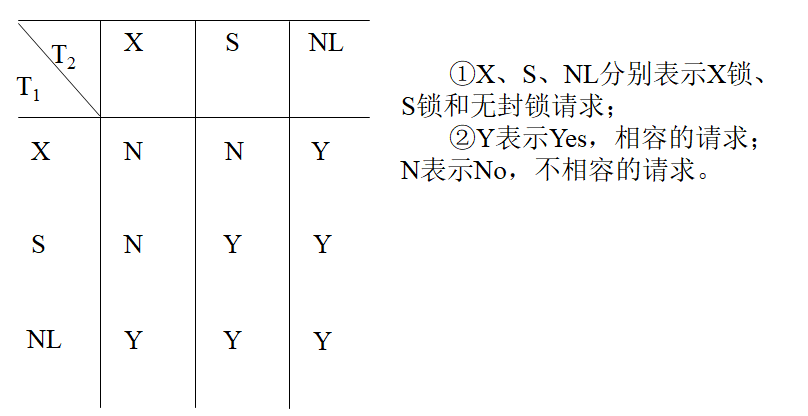 T2 X S NL
T1
X N N Y
S N Y Y
NL Y Y Y
①X、S、NL分别表示X锁、
S锁和无封锁请求；
②Y表示Yes，相容的请求；
N表示No，不相容的请求。